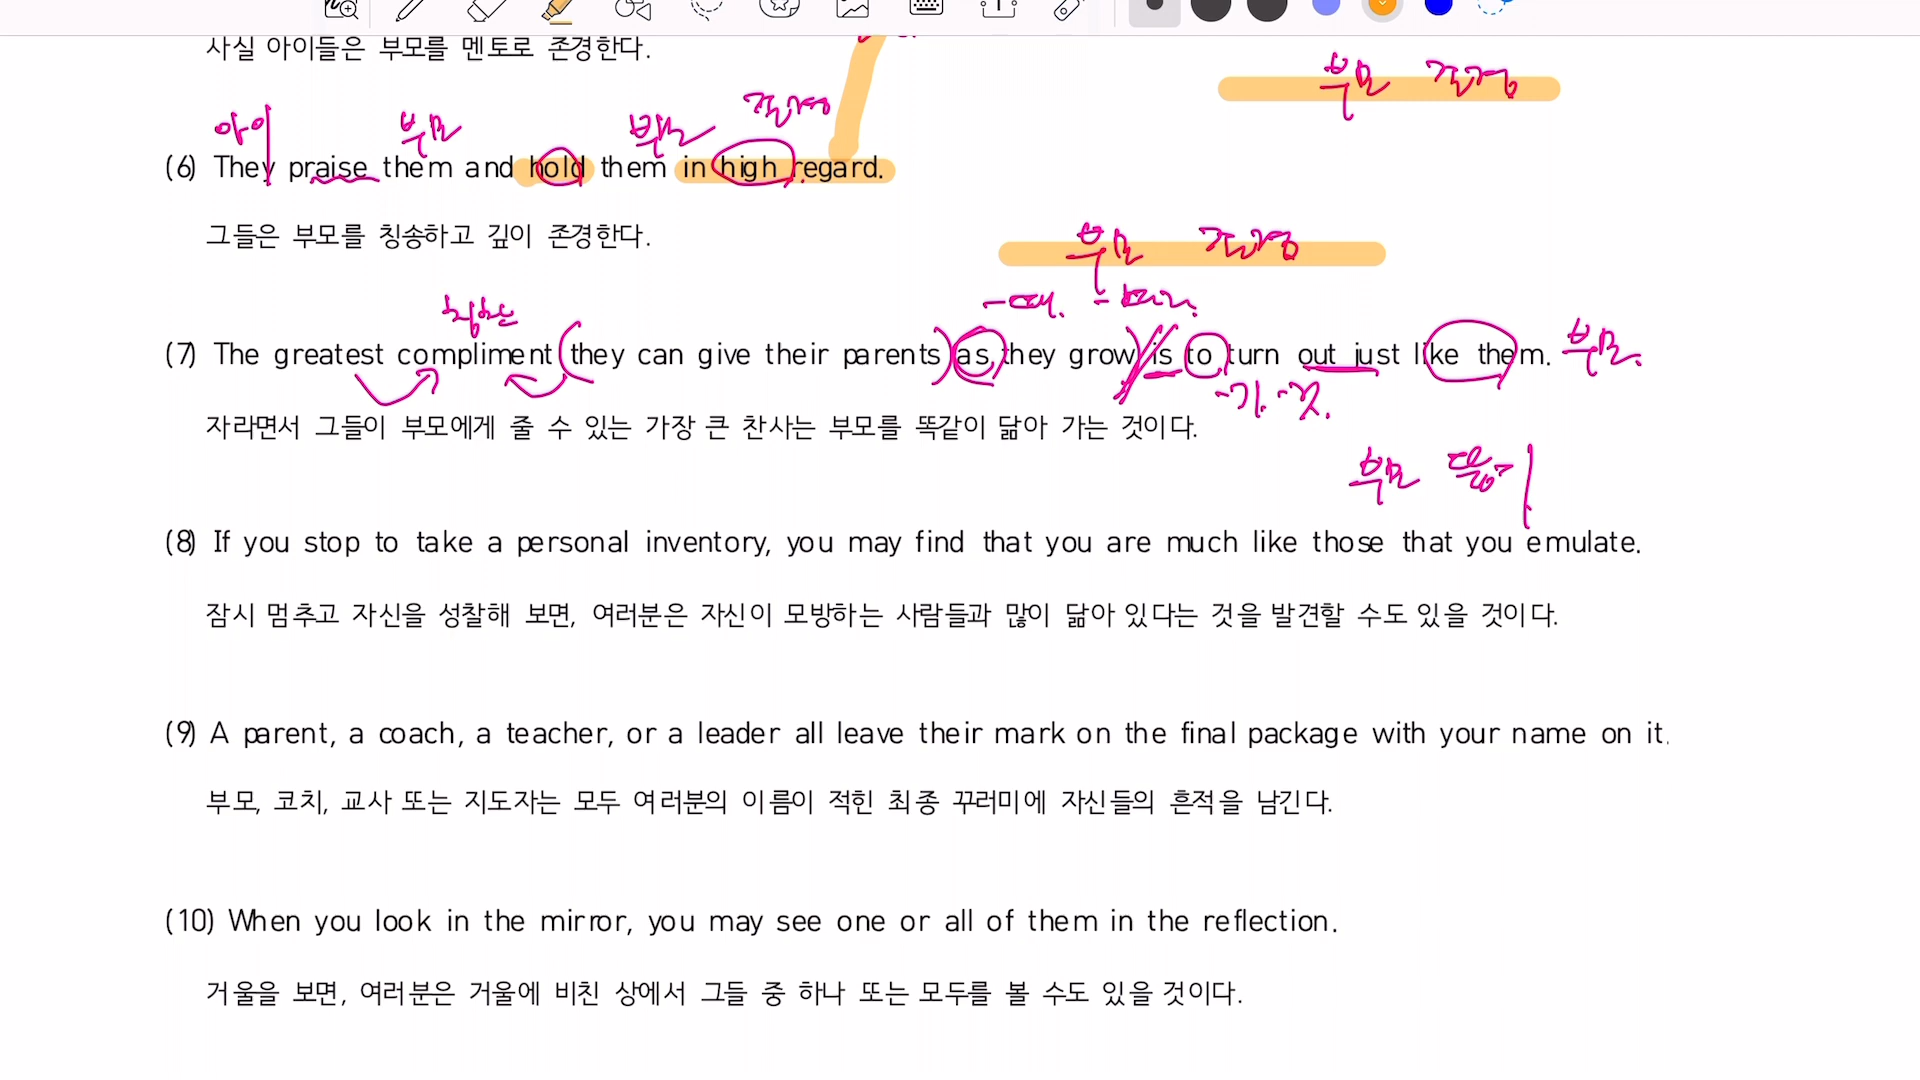 사실 아이들은 부모를 멘토로 존경한다.
부모 존경
아이 부모 부모 존경
(6) They praise them and hold them in high regard.
그들은 부모를 칭송하고 깊이 존경한다.
부모 존경
칭찬 -때. -따라.
(7) The greatest compliment (they can give their parents) as they grow is to turn out just like them. 부모.
-기. -것.
자라면서 그들이 부모에게 줄 수 있는 가장 큰 찬사는 부모를 똑같이 닮아 가는 것이다.
부모 닮기
(8) If you stop to take a personal inventory, you may find that you are much like those that you emulate.
잠시 멈추고 자신을 성찰해 보면, 여러분은 자신이 모방하는 사람들과 많이 닮아 있다는 것을 발견할 수도 있을 것이다.
(9) A parent, a coach, a teacher, or a leader all leave their mark on the final package with your name on it.
부모, 코치, 교사 또는 지도자는 모두 여러분의 이름이 적힌 최종 꾸러미에 자신들의 흔적을 남긴다.
(10) When you look in the mirror, you may see one or all of them in the reflection.
거울을 보면, 여러분은 거울에 비친 상에서 그들 중 하나 또는 모두를 볼 수도 있을 것이다.